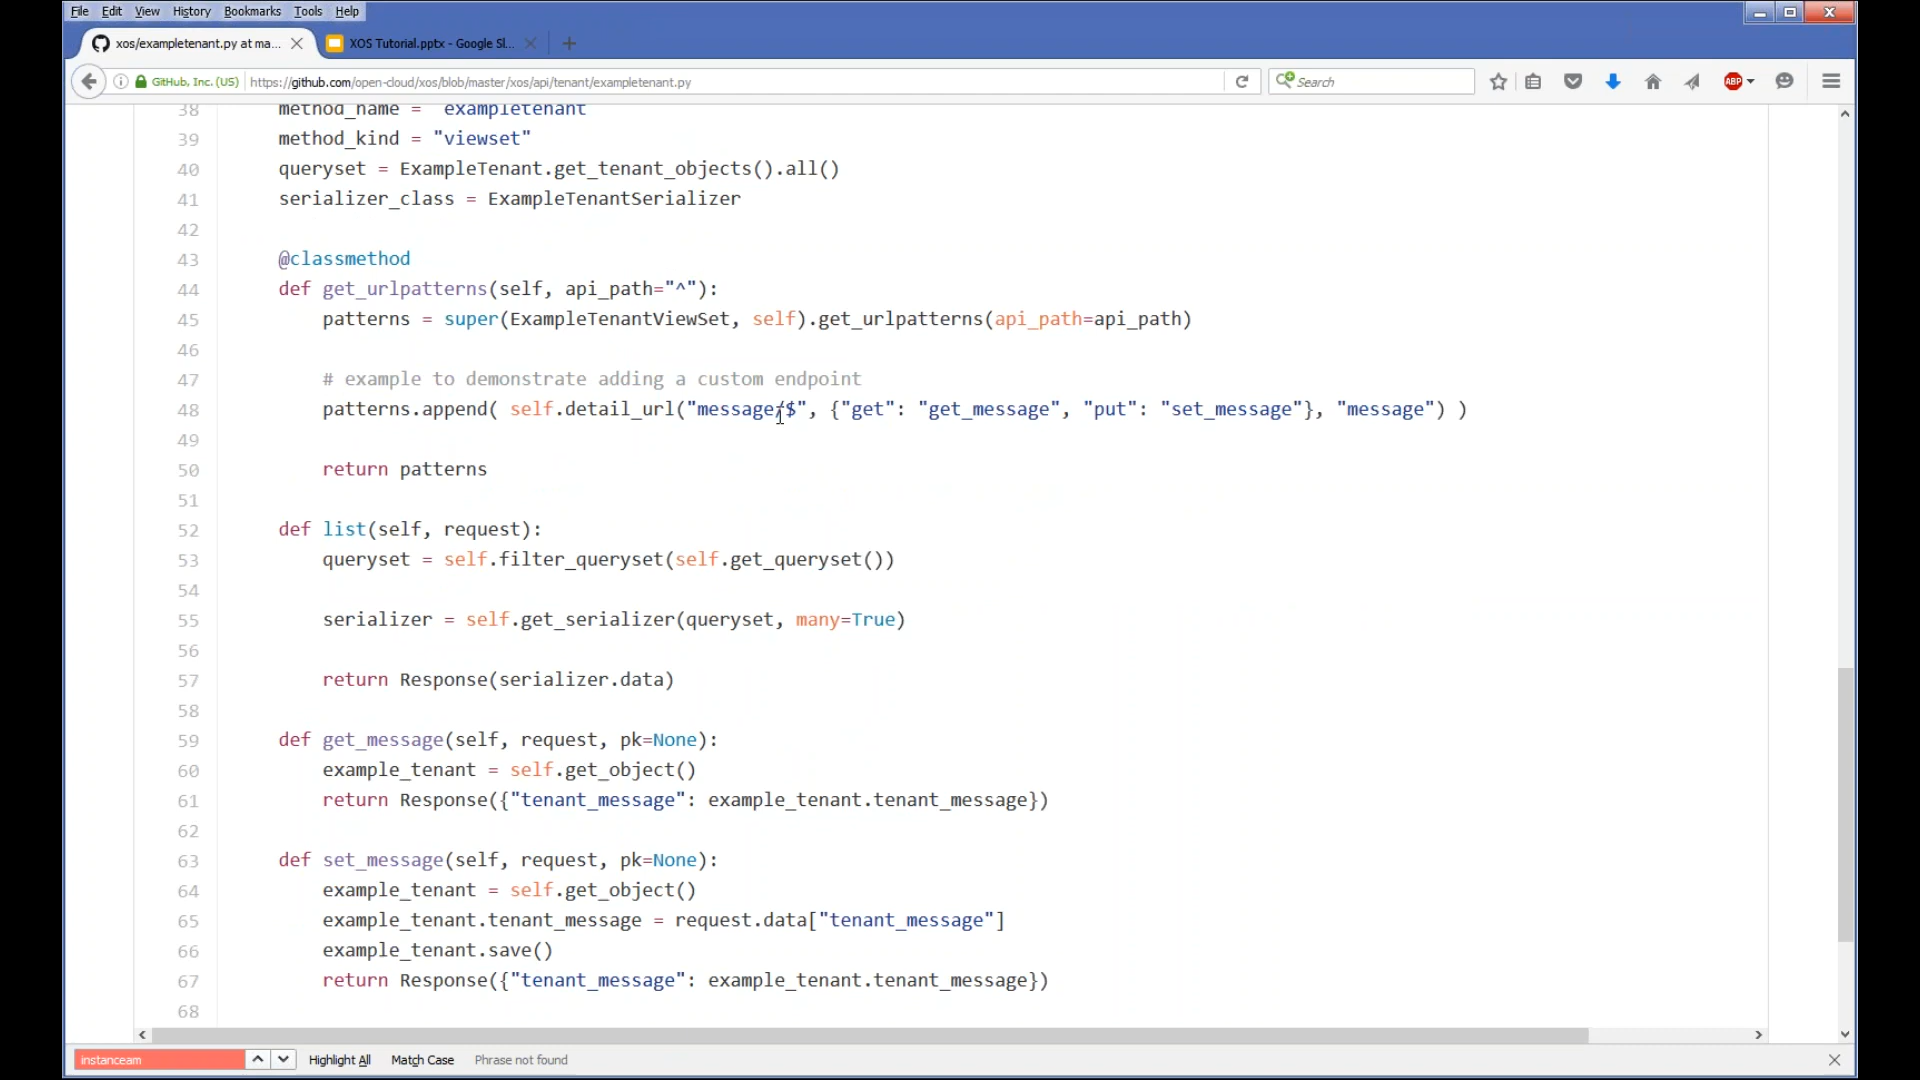 File Edit View History Bookmarks Tools Help
xos/exampletenant.py at ma... XOS Tutorial.pptx - Google Sl...
GitHub, Inc. (US) https://github.com/open-cloud/xos/blob/master/xos/api/tenant/exampletenant.py Search ABP
38 method_name = "exampletenant"
39 method_kind = "viewset"
40 queryset = ExampleTenant.get_tenant_objects().all()
41 serializer_class = ExampleTenantSerializer
42
43 @classmethod
44 def get_urlpatterns(self, api_path="^"):
45 patterns = super(ExampleTenantViewSet, self).get_urlpatterns(api_path=api_path)
46
47 # example to demonstrate adding a custom endpoint
48 patterns.append( self.detail_url("message/$", {"get": "get_message", "put": "set_message"}, "message") )
49
50 return patterns
51
52 def list(self, request):
53 queryset = self.filter_queryset(self.get_queryset())
54
55 serializer = self.get_serializer(queryset, many=True)
56
57 return Response(serializer.data)
58
59 def get_message(self, request, pk=None):
60 example_tenant = self.get_object()
61 return Response({"tenant_message": example_tenant.tenant_message})
62
63 def set_message(self, request, pk=None):
64 example_tenant = self.get_object()
65 example_tenant.tenant_message = request.data["tenant_message"]
66 example_tenant.save()
67 return Response({"tenant_message": example_tenant.tenant_message})
68
instanceam Highlight All Match Case Phrase not found